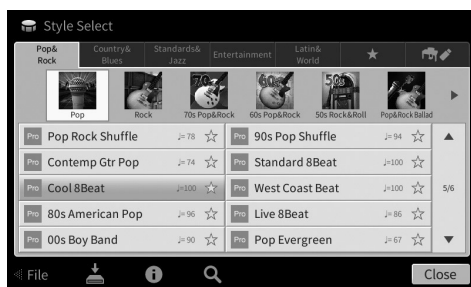 Style Select
Pop& Rock
Country& Blues
Standards& Jazz
Entertainment
Latin& World
Pop
Rock
70s Pop&Rock
60s Pop&Rock
50s Rock&Roll
Pop&Rock Ballad
Pro Pop Rock Shuffle ♩= 78
Pro 90s Pop Shuffle ♩= 94
Pro Contemp Gtr Pop ♩= 74
Pro Standard 8Beat ♩=100
Pro Cool 8Beat ♩=100
Pro West Coast Beat ♩=100
5/6
Pro 80s American Pop ♩= 96
Pro Live 8Beat ♩= 86
Pro 00s Boy Band ♩= 90
Pro Pop Evergreen ♩= 67
File
Close